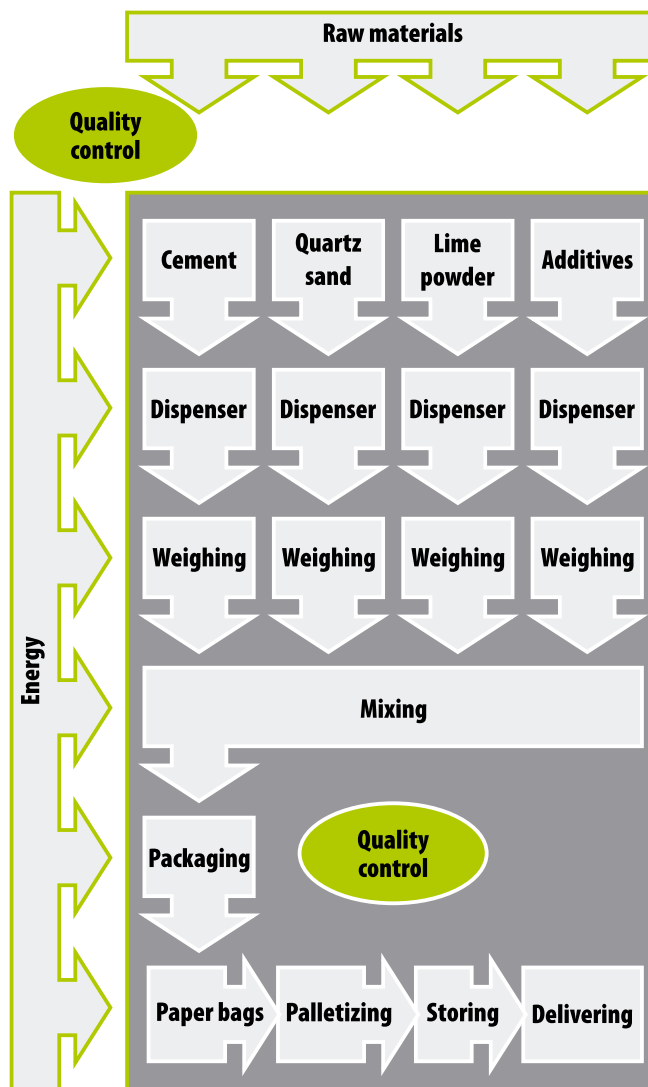 Raw materials
Quality
control
Cement
Quartz
sand
Lime
powder
Additives
Dispenser
Dispenser
Dispenser
Dispenser
Weighing
Weighing
Weighing
Weighing
Energy
Mixing
Packaging
Quality
control
Paper bags
Palletizing
Storing
Delivering